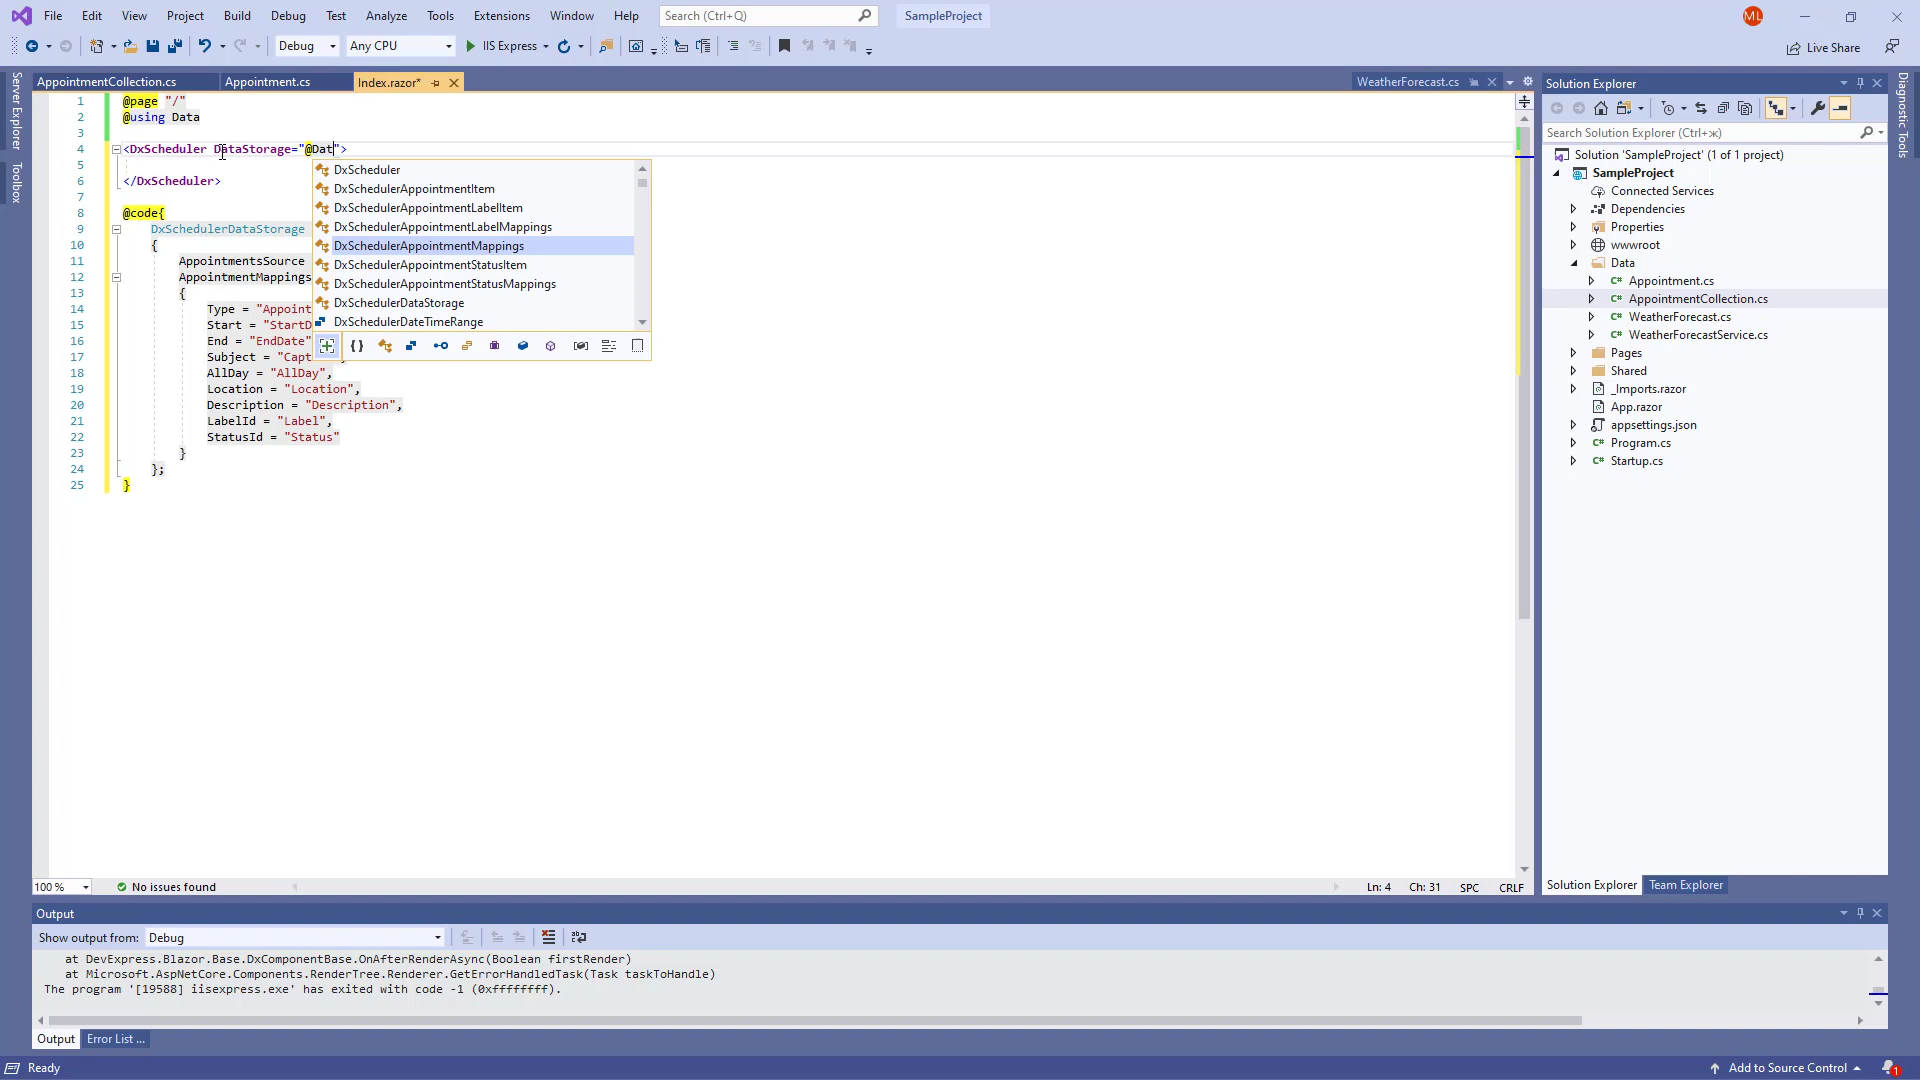 File Edit View Project Build Debug Test Analyze Tools Extensions Window Help Search (Ctrl+Q) SampleProject ML
Debug Any CPU IIS Express Live Share
Server Explorer
Toolbox
AppointmentCollection.cs Appointment.cs Index.razor* WeatherForecast.cs
1 @page "/"
2 @using Data
3
4 <DxScheduler DataStorage="@Dat">
5
6 </DxScheduler>
7
8 @code{
9 DxSchedulerDataStorage
10 {
11 AppointmentsSource
12 AppointmentMappings
13 {
14 Type = "Appoint
15 Start = "StartD
16 End = "EndDate"
17 Subject = "Capt
18 AllDay = "AllDay",
19 Location = "Location",
20 Description = "Description",
21 LabelId = "Label",
22 StatusId = "Status"
23 }
24 };
25 }
DxScheduler
DxSchedulerAppointmentItem
DxSchedulerAppointmentLabelItem
DxSchedulerAppointmentLabelMappings
DxSchedulerAppointmentMappings
DxSchedulerAppointmentStatusItem
DxSchedulerAppointmentStatusMappings
DxSchedulerDataStorage
DxSchedulerDateTimeRange
100 % No issues found Ln: 4 Ch: 31 SPC CRLF
Solution Explorer
Search Solution Explorer (Ctrl+ж)
Solution 'SampleProject' (1 of 1 project)
SampleProject
Connected Services
Dependencies
Properties
wwwroot
Data
C# Appointment.cs
C# AppointmentCollection.cs
C# WeatherForecast.cs
C# WeatherForecastService.cs
Pages
Shared
_Imports.razor
App.razor
appsettings.json
C# Program.cs
C# Startup.cs
Solution Explorer Team Explorer
Diagnostic Tools
Output
Show output from: Debug
at DevExpress.Blazor.Base.DxComponentBase.OnAfterRenderAsync(Boolean firstRender)
at Microsoft.AspNetCore.Components.RenderTree.Renderer.GetErrorHandledTask(Task taskToHandle)
The program '[19588] iisexpress.exe' has exited with code -1 (0xffffffff).
Output Error List ...
Ready Add to Source Control 1